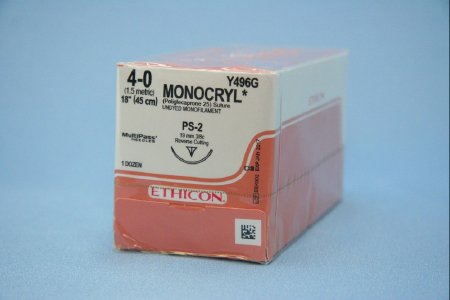 4-0
(1.5 metric)
18" (45 cm)
MONOCRYL*
Y496G
(Poliglecaprone 25) Suture
UNDYED MONOFILAMENT
MultiPass*
NEEDLES
PS-2
19 mm 3/8c
Reverse Cutting
1 DOZEN
ETHICON